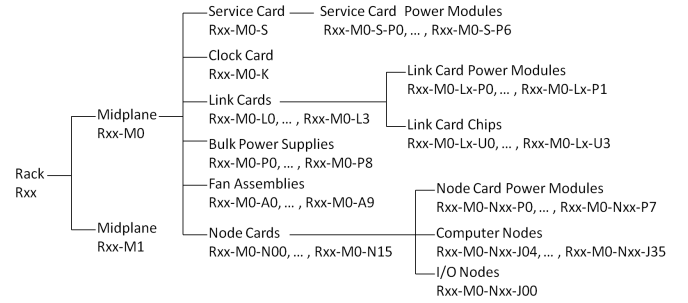 Service Card
Rxx-M0-S
Service Card Power Modules
Rxx-M0-S-P0, ... , Rxx-M0-S-P6
Clock Card
Rxx-M0-K
Link Cards
Rxx-M0-L0, ... , Rxx-M0-L3
Link Card Power Modules
Rxx-M0-Lx-P0, ... , Rxx-M0-Lx-P1
Link Card Chips
Rxx-M0-Lx-U0, ... , Rxx-M0-Lx-U3
Midplane
Rxx-M0
Bulk Power Supplies
Rxx-M0-P0, ... , Rxx-M0-P8
Rack
Rxx
Fan Assemblies
Rxx-M0-A0, ... , Rxx-M0-A9
Midplane
Rxx-M1
Node Cards
Rxx-M0-N00, ... , Rxx-M0-N15
Node Card Power Modules
Rxx-M0-Nxx-P0, ... , Rxx-M0-Nxx-P7
Computer Nodes
Rxx-M0-Nxx-J04, ... , Rxx-M0-Nxx-J35
I/O Nodes
Rxx-M0-Nxx-J00